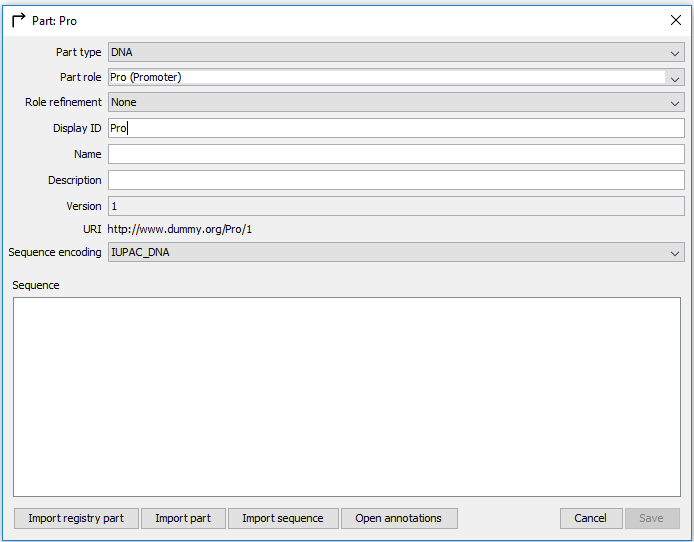 Part: Pro
Part type DNA
Part role Pro (Promoter)
Role refinement None
Display ID Pro
Name
Description
Version 1
URI http://www.dummy.org/Pro/1
Sequence encoding IUPAC_DNA
Sequence
Import registry part Import part Import sequence Open annotations Cancel Save